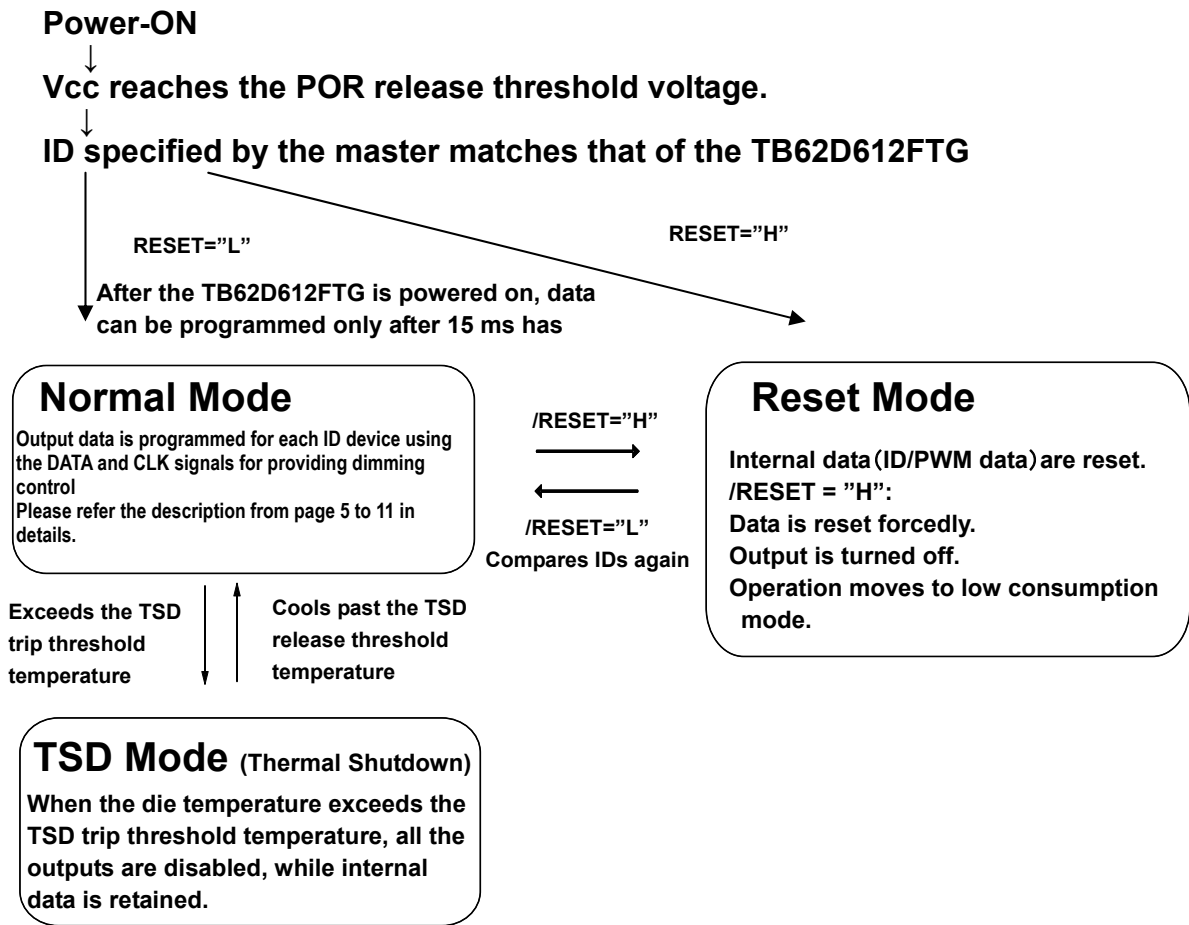 Power-ON
↓
Vcc reaches the POR release threshold voltage.
↓
ID specified by the master matches that of the TB62D612FTG
RESET=”L”
RESET=”H”
After the TB62D612FTG is powered on, data
can be programmed only after 15 ms has
Normal Mode
Output data is programmed for each ID device using
the DATA and CLK signals for providing dimming
control
Please refer the description from page 5 to 11 in
details.
/RESET=”H”
/RESET=”L”
Compares IDs again
Reset Mode
Internal data(ID/PWM data)are reset.
/RESET = ”H”:
Data is reset forcedly.
Output is turned off.
Operation moves to low consumption
mode.
Exceeds the TSD
trip threshold
temperature
Cools past the TSD
release threshold
temperature
TSD Mode (Thermal Shutdown)
When the die temperature exceeds the
TSD trip threshold temperature, all the
outputs are disabled, while internal
data is retained.